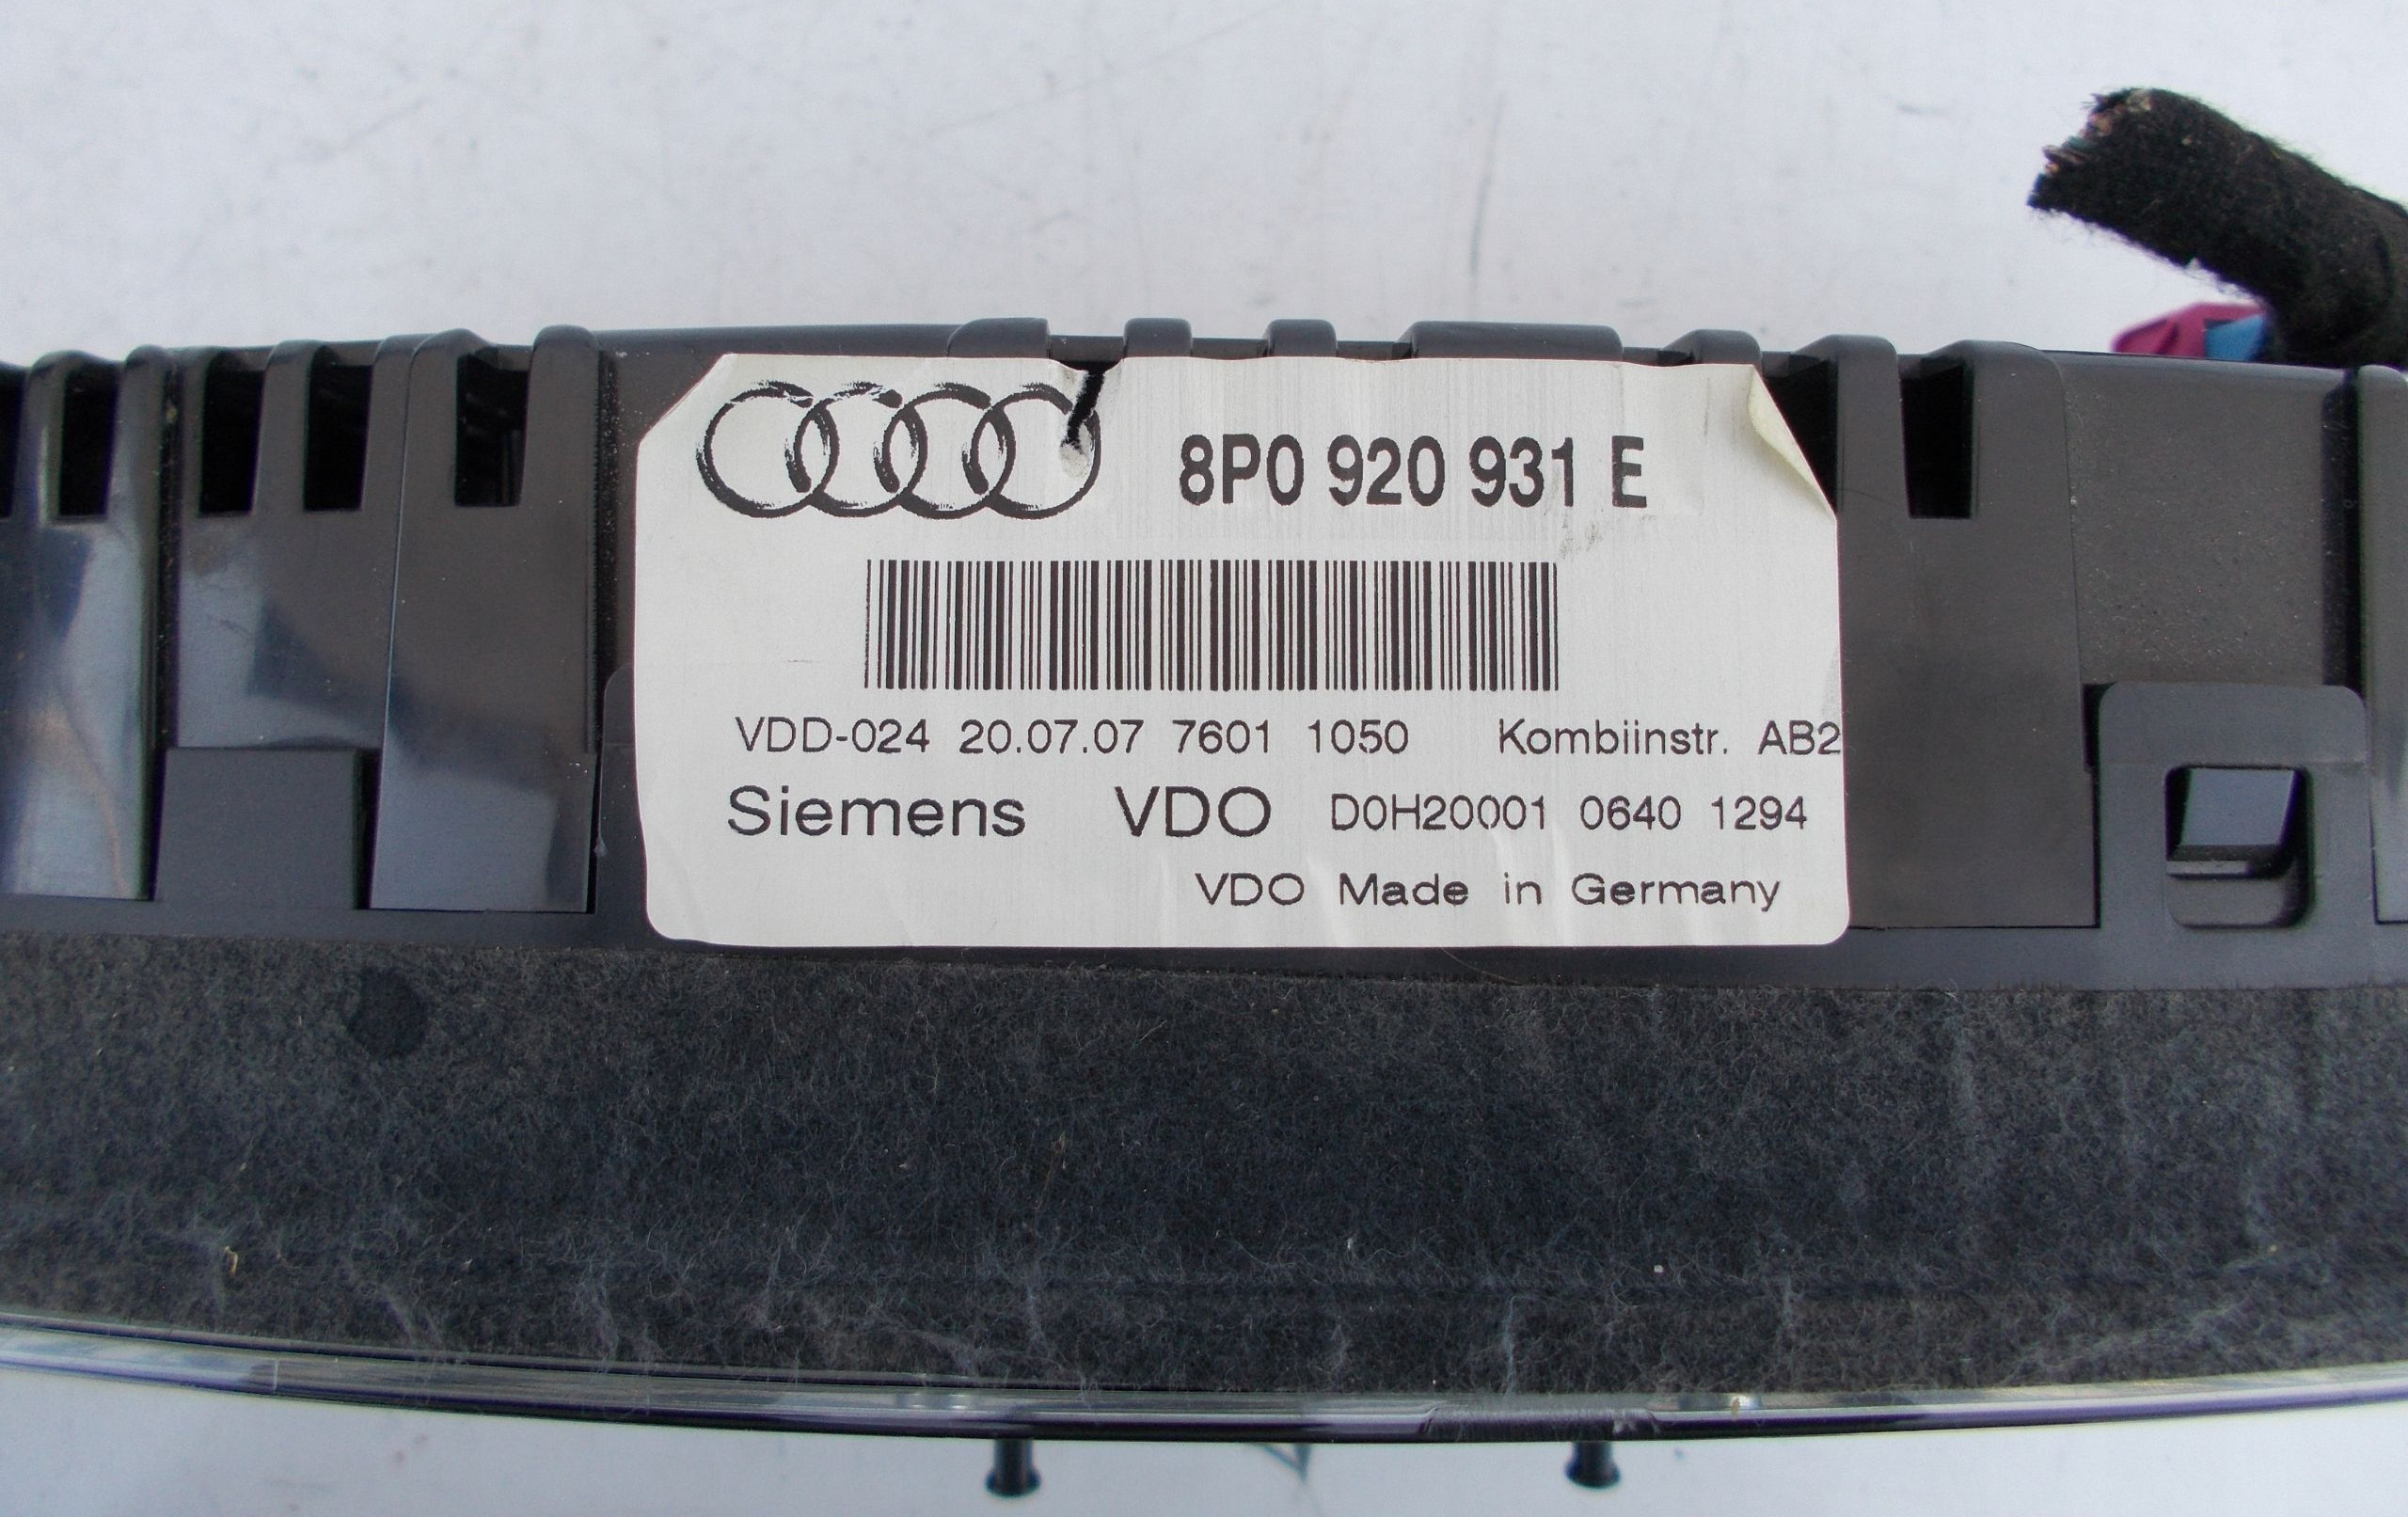 8P0 920 931 E
VDD-024 20.07.07 7601 1050 Kombiinstr. AB2
Siemens VDO D0H20001 0640 1294
VDO Made in Germany